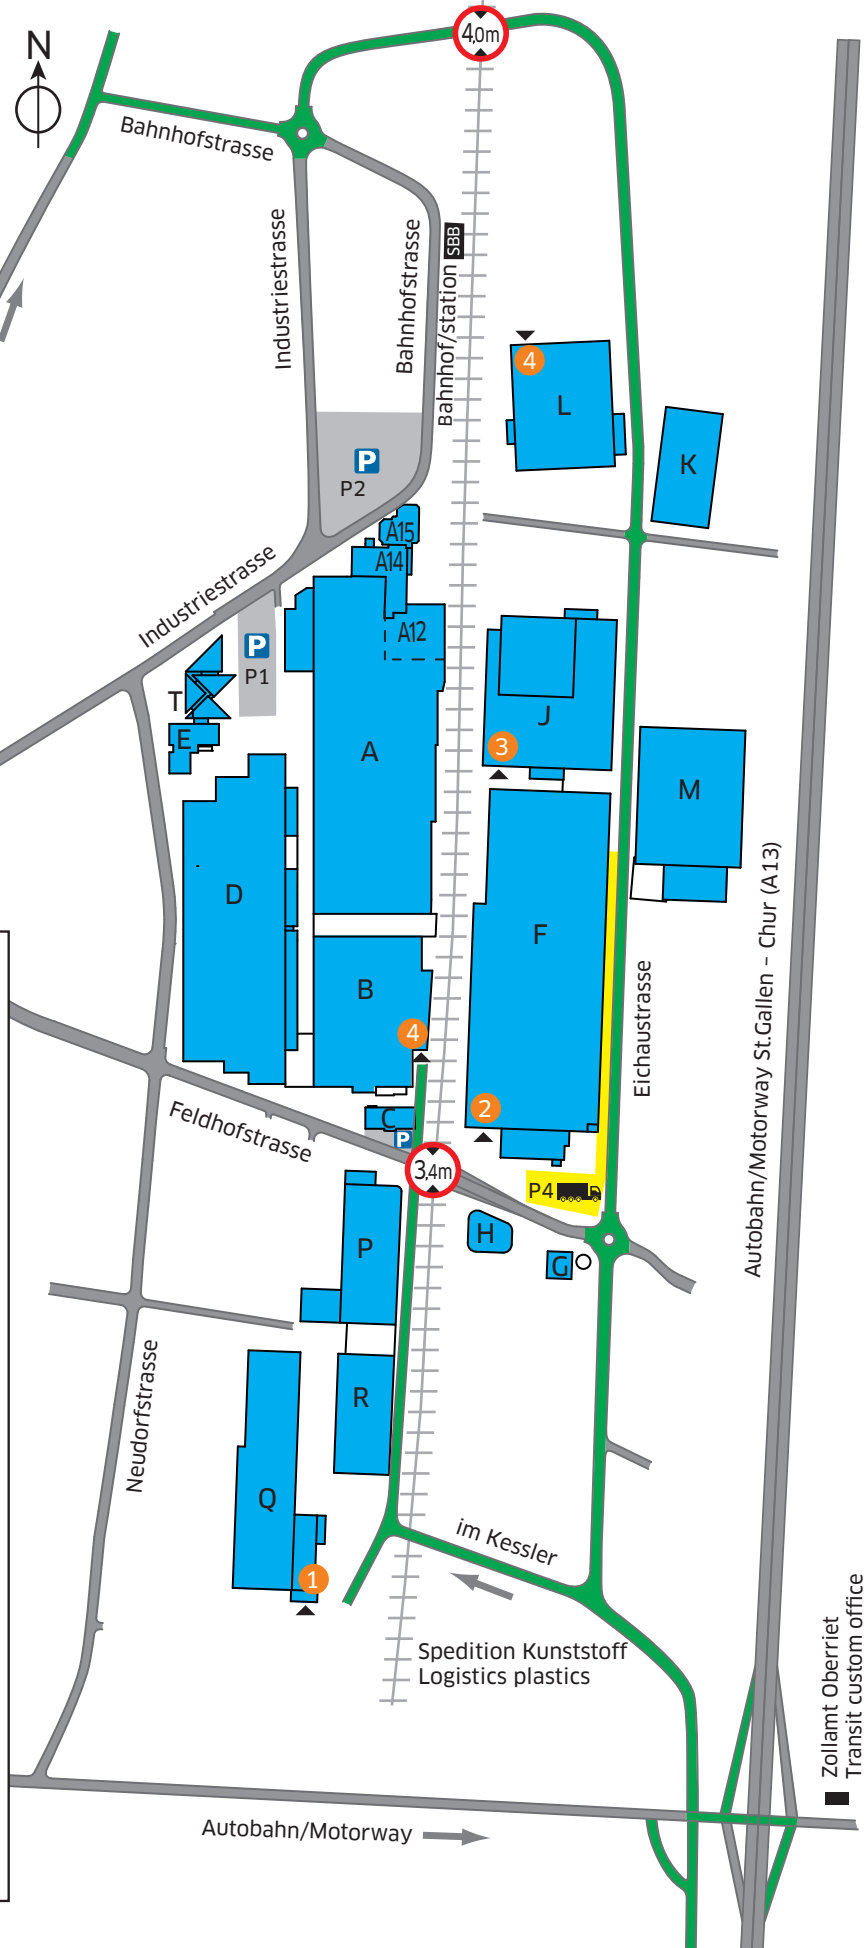 4,0m
N
Bahnhofstrasse
Industriestrasse
Bahnhofstrasse
Bahnhof/station SBB
4
L
K
P
P2
A15
A14
Industriestrasse
A12
P
P1
T
E
J
3
A
M
D
F
B
4
Eichaustrasse
Autobahn/Motorway St.Gallen – Chur (A13)
2
C
P
Feldhofstrasse
3,4m
P4
H
G
P
R
Neudorfstrasse
Q
im Kessler
1
Spedition Kunststoff
Logistics plastics
Zollamt Oberriet
Transit custom office
Autobahn/Motorway